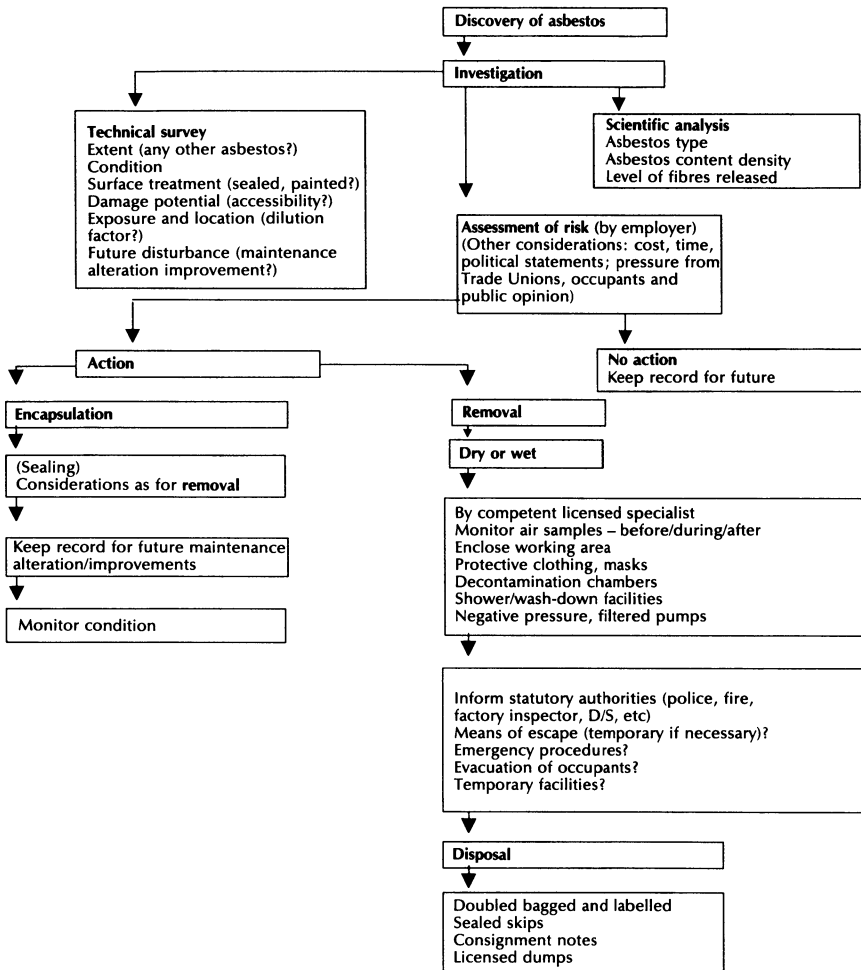 Discovery of asbestos
Investigation
Technical survey
Extent (any other asbestos?)
Condition
Surface treatment (sealed, painted?)
Damage potential (accessibility?)
Exposure and location (dilution
factor?)
Future disturbance (maintenance
alteration improvement?)
Scientific analysis
Asbestos type
Asbestos content density
Level of fibres released
Assessment of risk (by employer)
(Other considerations: cost, time,
political statements; pressure from
Trade Unions, occupants and
public opinion)
Action
No action
Keep record for future
Encapsulation
(Sealing)
Considerations as for removal
Keep record for future maintenance
alteration/improvements
Monitor condition
Removal
Dry or wet
By competent licensed specialist
Monitor air samples – before/during/after
Enclose working area
Protective clothing, masks
Decontamination chambers
Shower/wash-down facilities
Negative pressure, filtered pumps
Inform statutory authorities (police, fire,
factory inspector, D/S, etc)
Means of escape (temporary if necessary)?
Emergency procedures?
Evacuation of occupants?
Temporary facilities?
Disposal
Doubled bagged and labelled
Sealed skips
Consignment notes
Licensed dumps